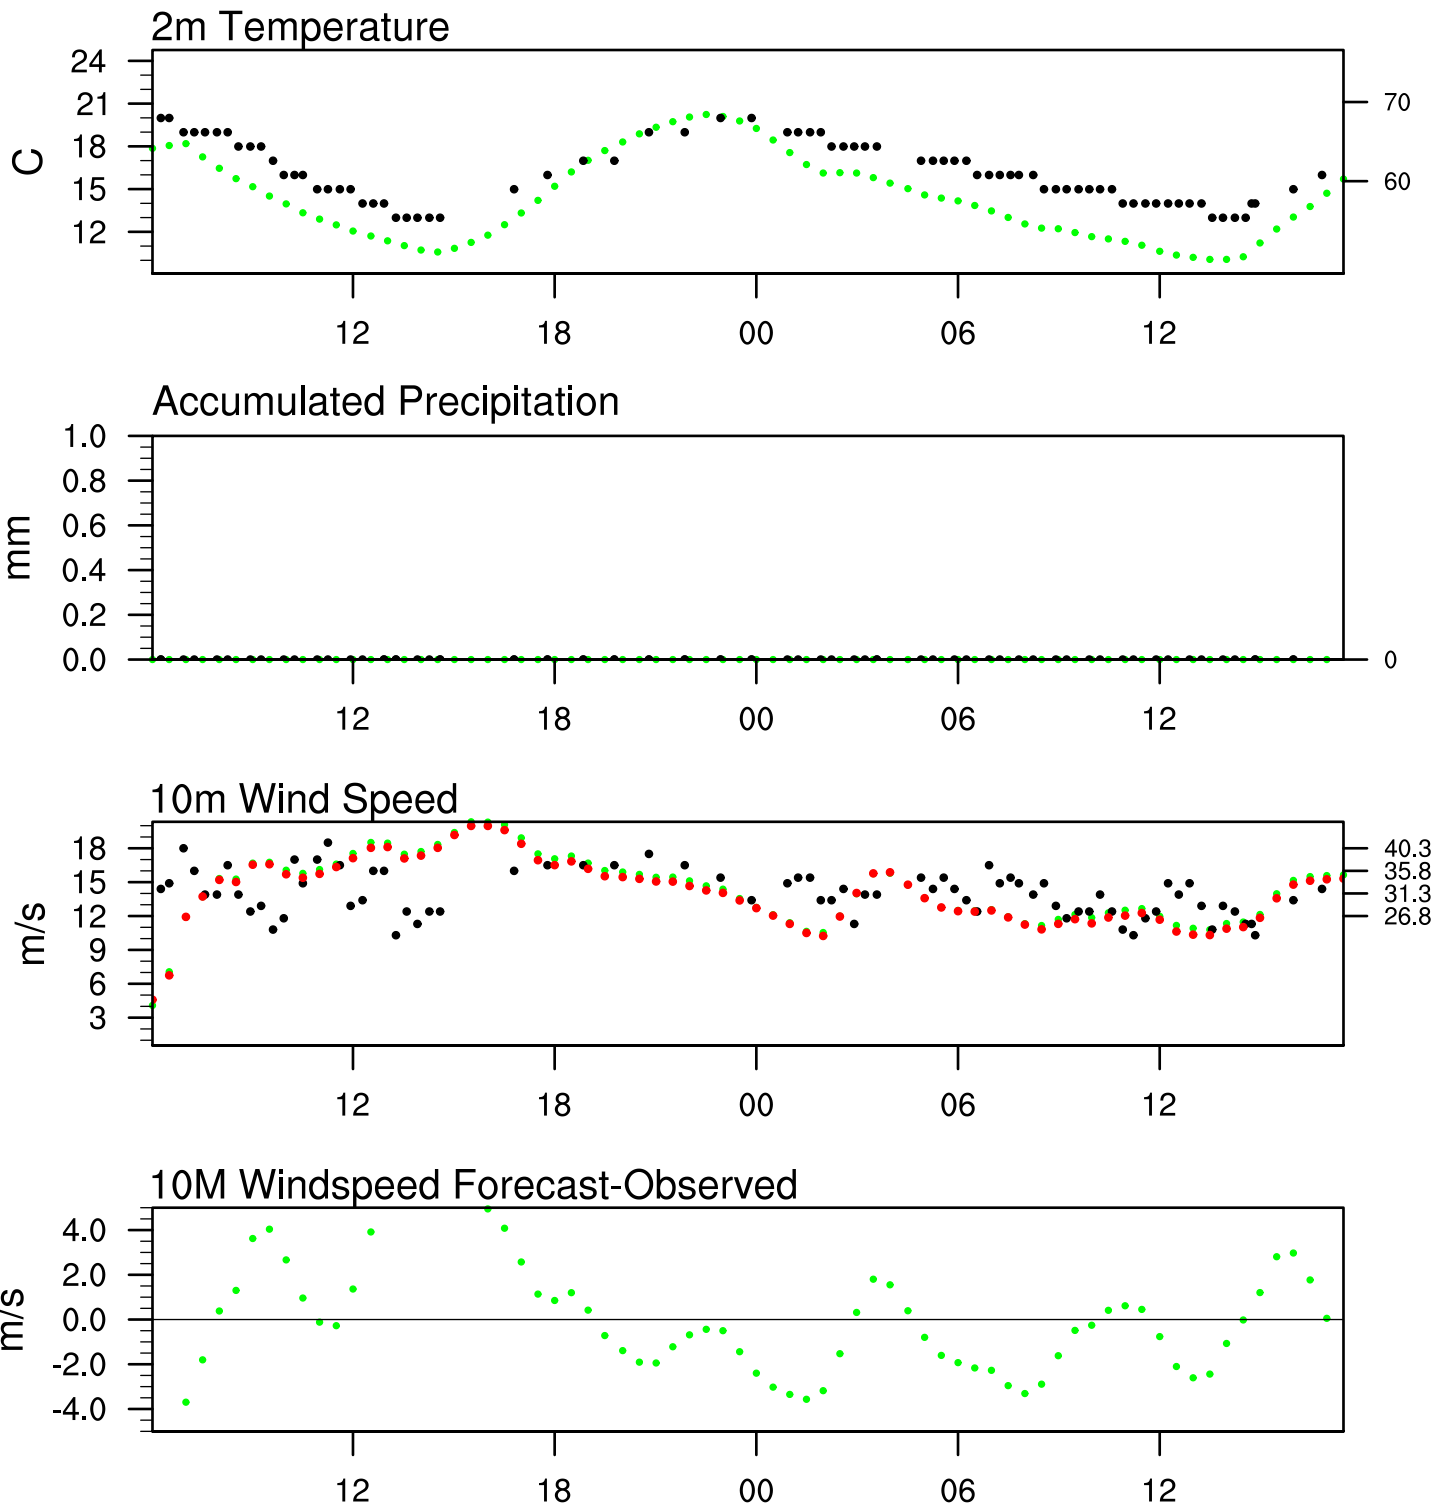 2m Temperature
24
21
18
15
12
C
70
60
12 18 00 06 12
Accumulated Precipitation
1.0
0.8
0.6
0.4
0.2
0.0
mm
0
12 18 00 06 12
10m Wind Speed
18
15
12
9
6
3
m/s
40.3
35.8
31.3
26.8
12 18 00 06 12
10M Windspeed Forecast-Observed
4.0
2.0
0.0
-2.0
-4.0
m/s
12 18 00 06 12